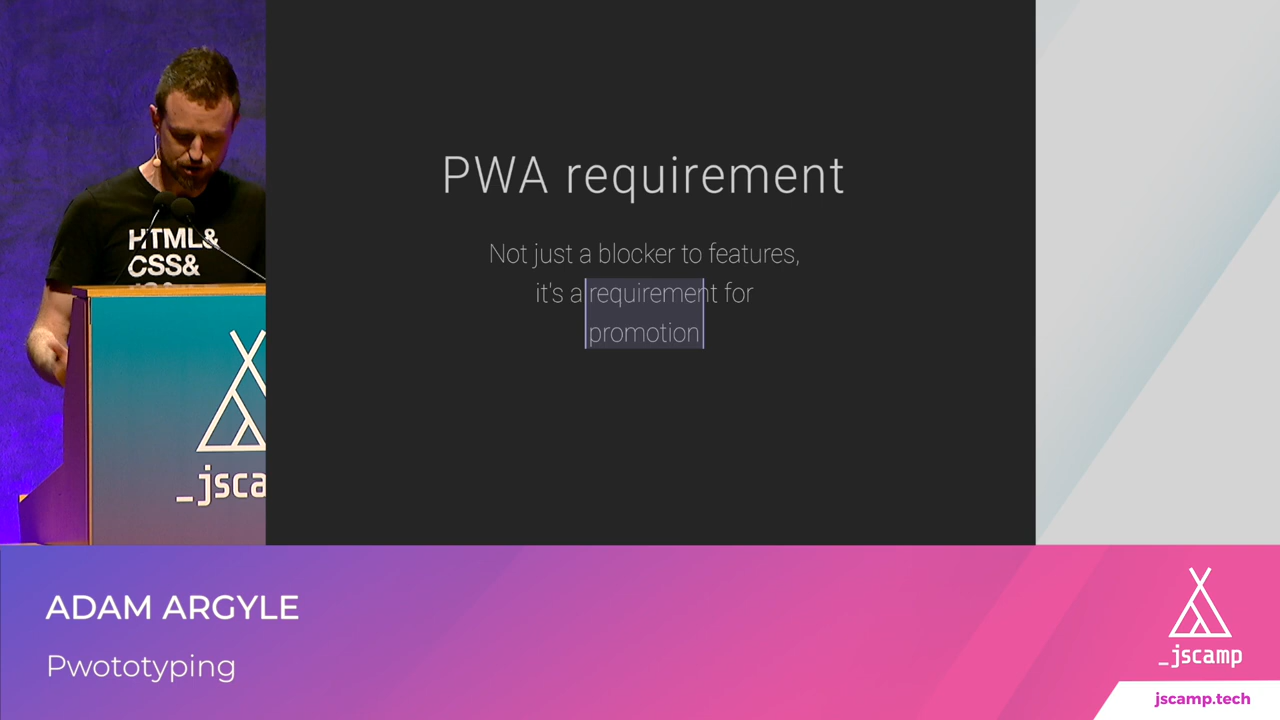 HTML&
CSS&
_jsca
PWA requirement
Not just a blocker to features,
it's a requirement for
promotion
ADAM ARGYLE
Pwototyping
_jscamp
jscamp.tech